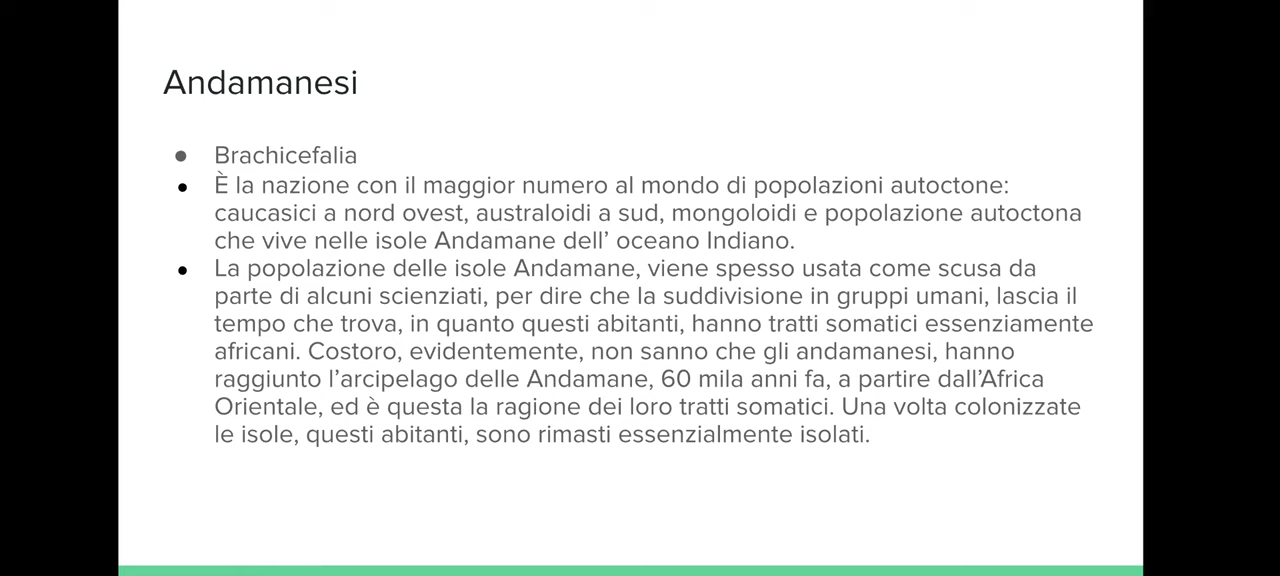 Andamanesi
● Brachicefalia
● È la nazione con il maggior numero al mondo di popolazioni autoctone:
caucasici a nord ovest, australoidi a sud, mongoloidi e popolazione autoctona
che vive nelle isole Andamane dell’ oceano Indiano.
● La popolazione delle isole Andamane, viene spesso usata come scusa da
parte di alcuni scienziati, per dire che la suddivisione in gruppi umani, lascia il
tempo che trova, in quanto questi abitanti, hanno tratti somatici essenziamente
africani. Costoro, evidentemente, non sanno che gli andamanesi, hanno
raggiunto l’arcipelago delle Andamane, 60 mila anni fa, a partire dall’Africa
Orientale, ed è questa la ragione dei loro tratti somatici. Una volta colonizzate
le isole, questi abitanti, sono rimasti essenzialmente isolati.